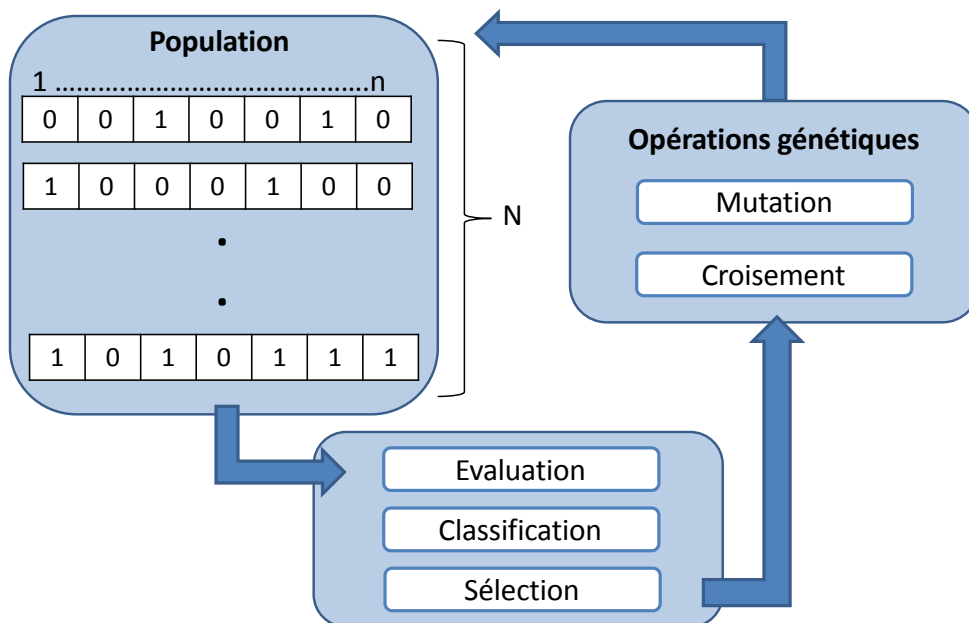 Population
1 .............................................n
0 0 1 0 0 1 0
1 0 0 0 1 0 0
.
.
1 0 1 0 1 1 1
N
Evaluation
Classification
Sélection
Opérations génétiques
Mutation
Croisement